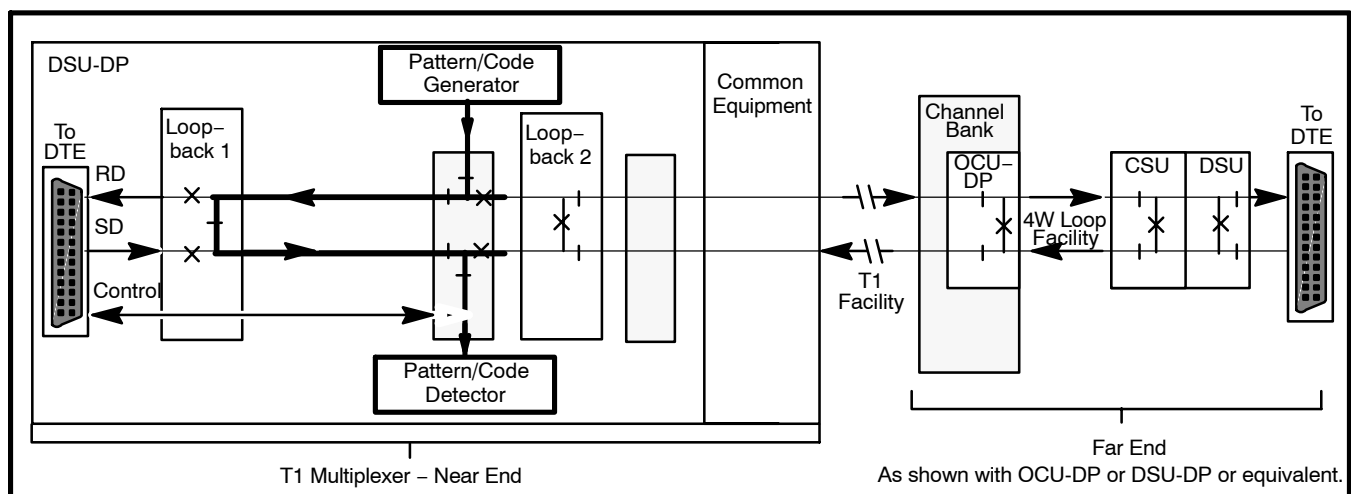 DSU-DP
Pattern/Code
Generator
Common
Equipment
To
DTE
Loop–
back 1
Loop–
back 2
Channel
Bank
OCU–
DP
CSU
DSU
To
DTE
RD
SD
Control
4W Loop
Facility
T1
Facility
Pattern/Code
Detector
T1 Multiplexer – Near End
Far End
As shown with OCU-DP or DSU-DP or equivalent.